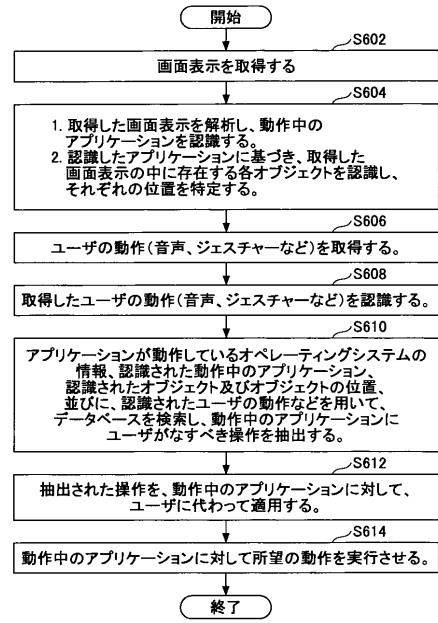 開始
S602
画面表示を取得する
S604
1. 取得した画面表示を解析し、動作中の
アプリケーションを認識する。
2. 認識したアプリケーションに基づき、取得した
画面表示の中に存在する各オブジェクトを認識し、
それぞれの位置を特定する。
S606
ユーザの動作(音声、ジェスチャーなど)を取得する。
S608
取得したユーザの動作(音声、ジェスチャーなど)を認識する。
S610
アプリケーションが動作しているオペレーティングシステムの
情報、認識された動作中のアプリケーション、
認識されたオブジェクト及びオブジェクトの位置、
並びに、認識されたユーザの動作などを用いて、
データベースを検索し、動作中のアプリケーションに
ユーザがなすべき操作を抽出する。
S612
抽出された操作を、動作中のアプリケーションに対して、
ユーザに代わって適用する。
S614
動作中のアプリケーションに対して所望の動作を実行させる。
終了